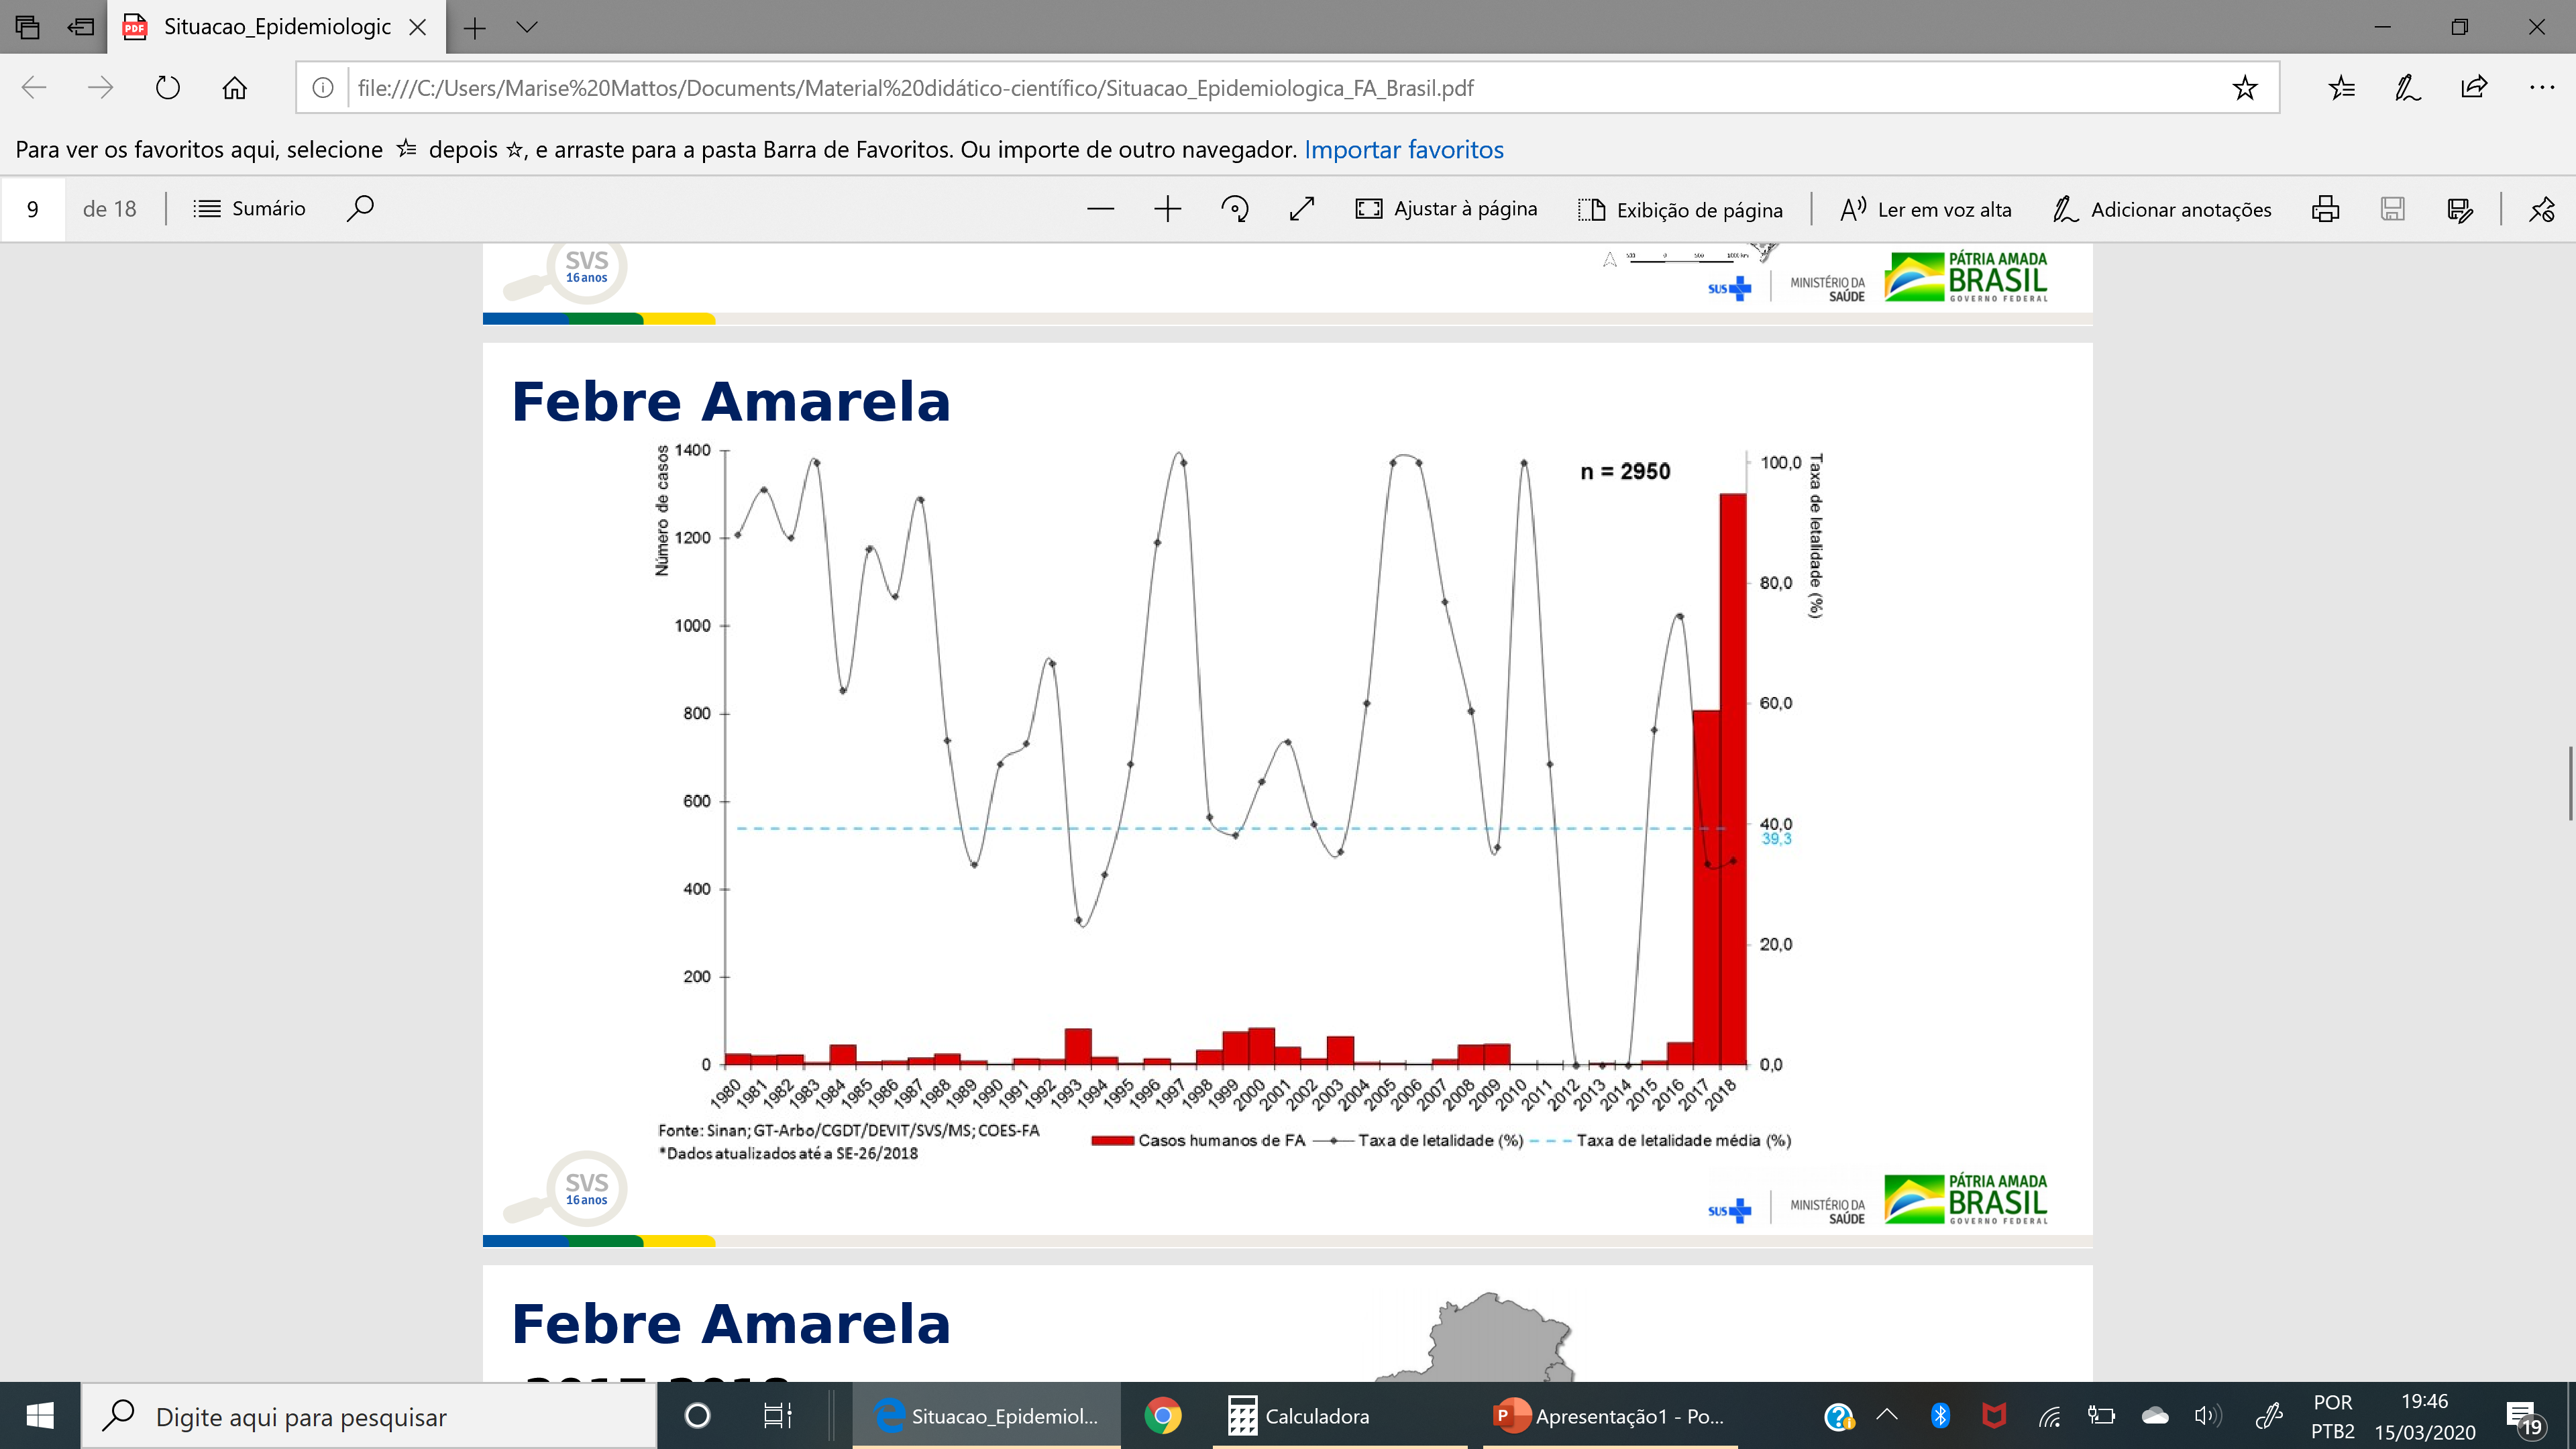 Situacao_Epidemiologic
file:///C:/Users/Marise%20Mattos/Documents/Material%20didático-científico/Situacao_Epidemiologica_FA_Brasil.pdf
Para ver os favoritos aqui, selecione depois ☆, e arraste para a pasta Barra de Favoritos. Ou importe de outro navegador. Importar favoritos
9 de 18 Sumário Ajustar à página Exibição de página Ler em voz alta Adicionar anotações
SVS
16 anos
500 0 500 1000 km
SUS
MINISTÉRIO DA
SAÚDE
PÁTRIA AMADA
BRASIL
GOVERNO FEDERAL
Febre Amarela
Número de casos
1400
1200
1000
800
600
400
200
0
n = 2950
Taxa de letalidade (%)
100,0
80,0
60,0
40,0
39,3
20,0
0,0
1980 1981 1982 1983 1984 1985 1986 1987 1988 1989 1990 1991 1992 1993 1994 1995 1996 1997 1998 1999 2000 2001 2002 2003 2004 2005 2006 2007 2008 2009 2010 2011 2012 2013 2014 2015 2016 2017 2018
Fonte: Sinan; GT-Arbo/CGDT/DEVIT/SVS/MS; COES-FA
*Dados atualizados até a SE-26/2018
Casos humanos de FA Taxa de letalidade (%) Taxa de letalidade média (%)
SVS
16 anos
SUS
MINISTÉRIO DA
SAÚDE
PÁTRIA AMADA
BRASIL
GOVERNO FEDERAL
Febre Amarela
Digite aqui para pesquisar
Situacao_Epidemiol...
Calculadora
Apresentação1 - Po...
POR
PTB2
19:46
15/03/2020
19